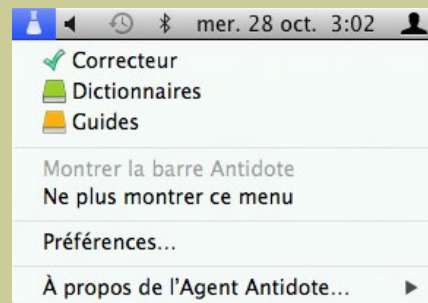 mer. 28 oct. 3:02
Correcteur
Dictionnaires
Guides
Montrer la barre Antidote
Ne plus montrer ce menu
Préférences...
À propos de l'Agent Antidote...